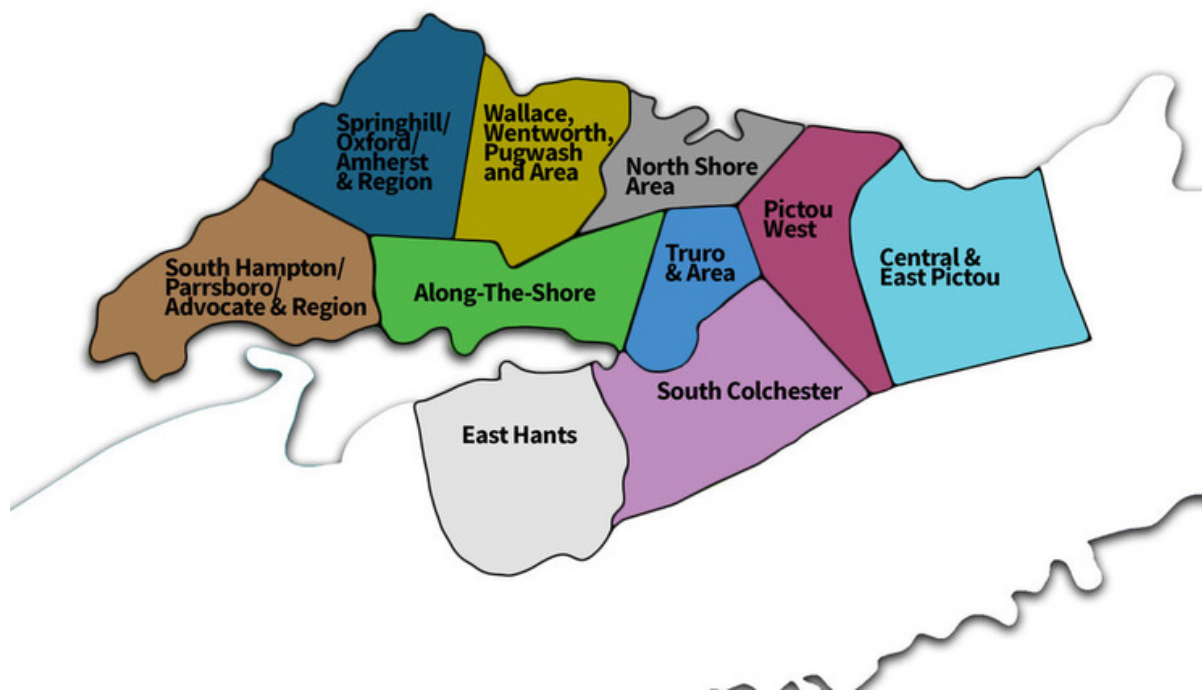 Springhill/
Oxford/
Amherst
& Region
Wallace,
Wentworth,
Pugwash
and Area
North Shore
Area
Pictou
West
Central &
East Pictou
Truro
& Area
South Hampton/
Parrsboro/
Advocate & Region
Along-The-Shore
South Colchester
East Hants